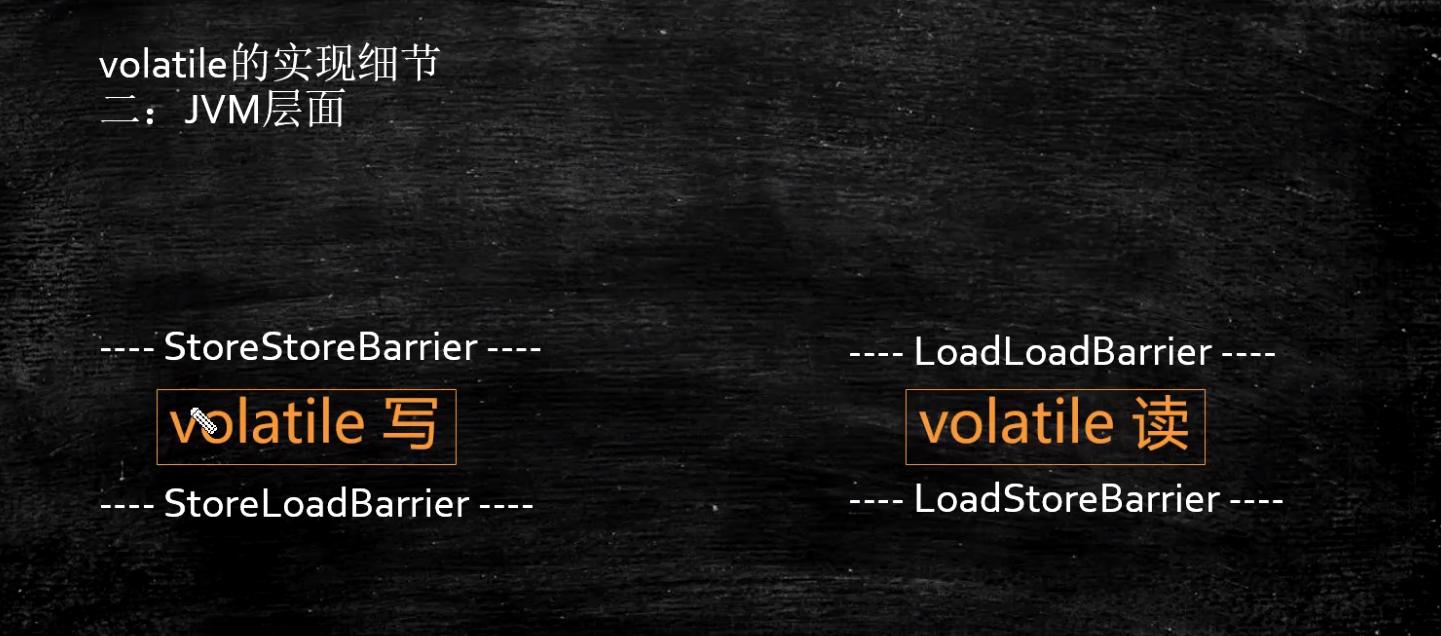 volatile的实现细节
二：JVM层面
---- StoreStoreBarrier ----
volatile 写
---- StoreLoadBarrier ----
---- LoadLoadBarrier ----
volatile 读
---- LoadStoreBarrier ----